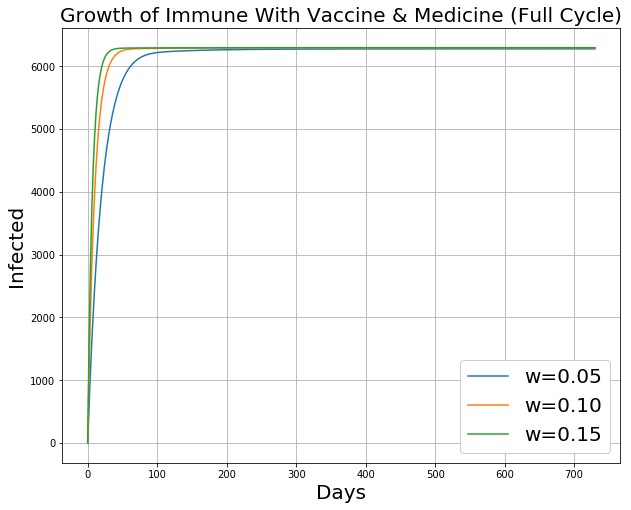 Growth of Immune With Vaccine & Medicine (Full Cycle)
Infected
6000
5000
4000
3000
2000
1000
0
0 100 200 300 400 500 600 700
Days
w=0.05
w=0.10
w=0.15